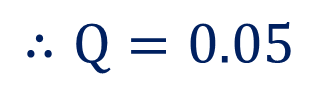 ∴ Q = 0.05